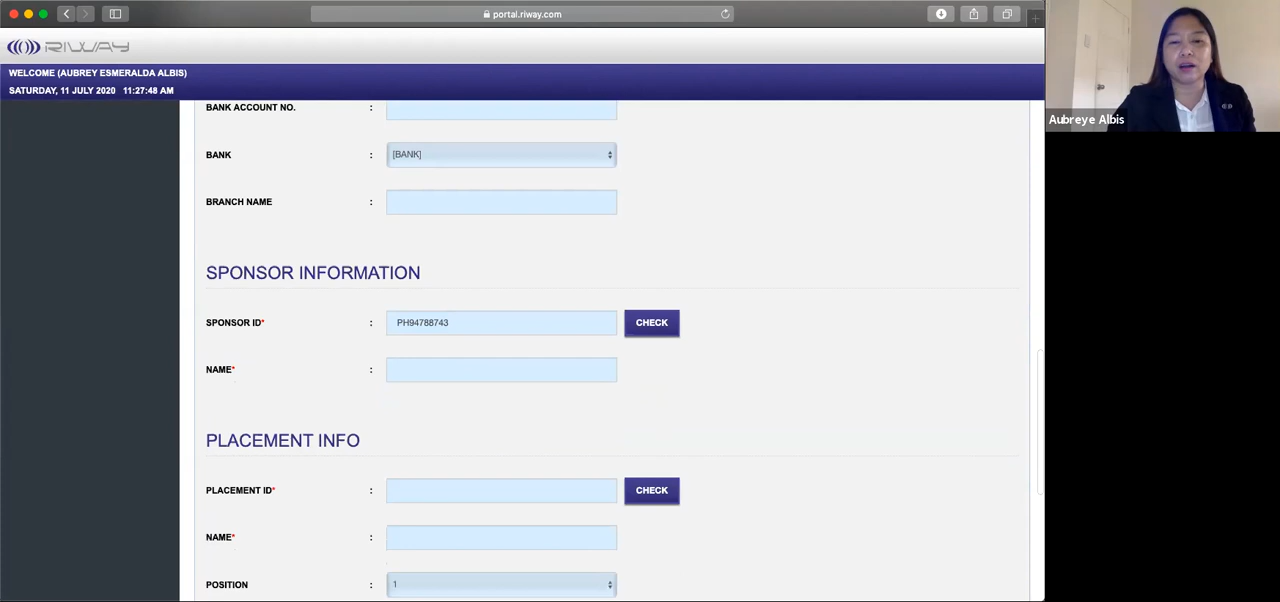 portal.riway.com
RIWAY
WELCOME (AUBREY ESMERALDA ALBIS)
SATURDAY, 11 JULY 2020 11:27:48 AM
Aubreye Albis
BANK ACCOUNT NO. :
BANK : [BANK]
BRANCH NAME :
SPONSOR INFORMATION
SPONSOR ID* : PH94788743 CHECK
NAME* :
PLACEMENT INFO
PLACEMENT ID* : CHECK
NAME* :
POSITION : 1